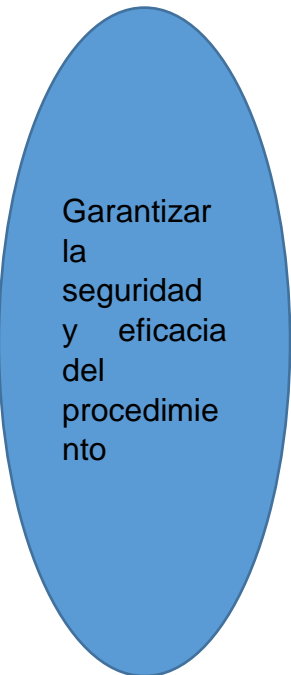 Garantizar
la
seguridad
y eficacia
del
procedimie
nto